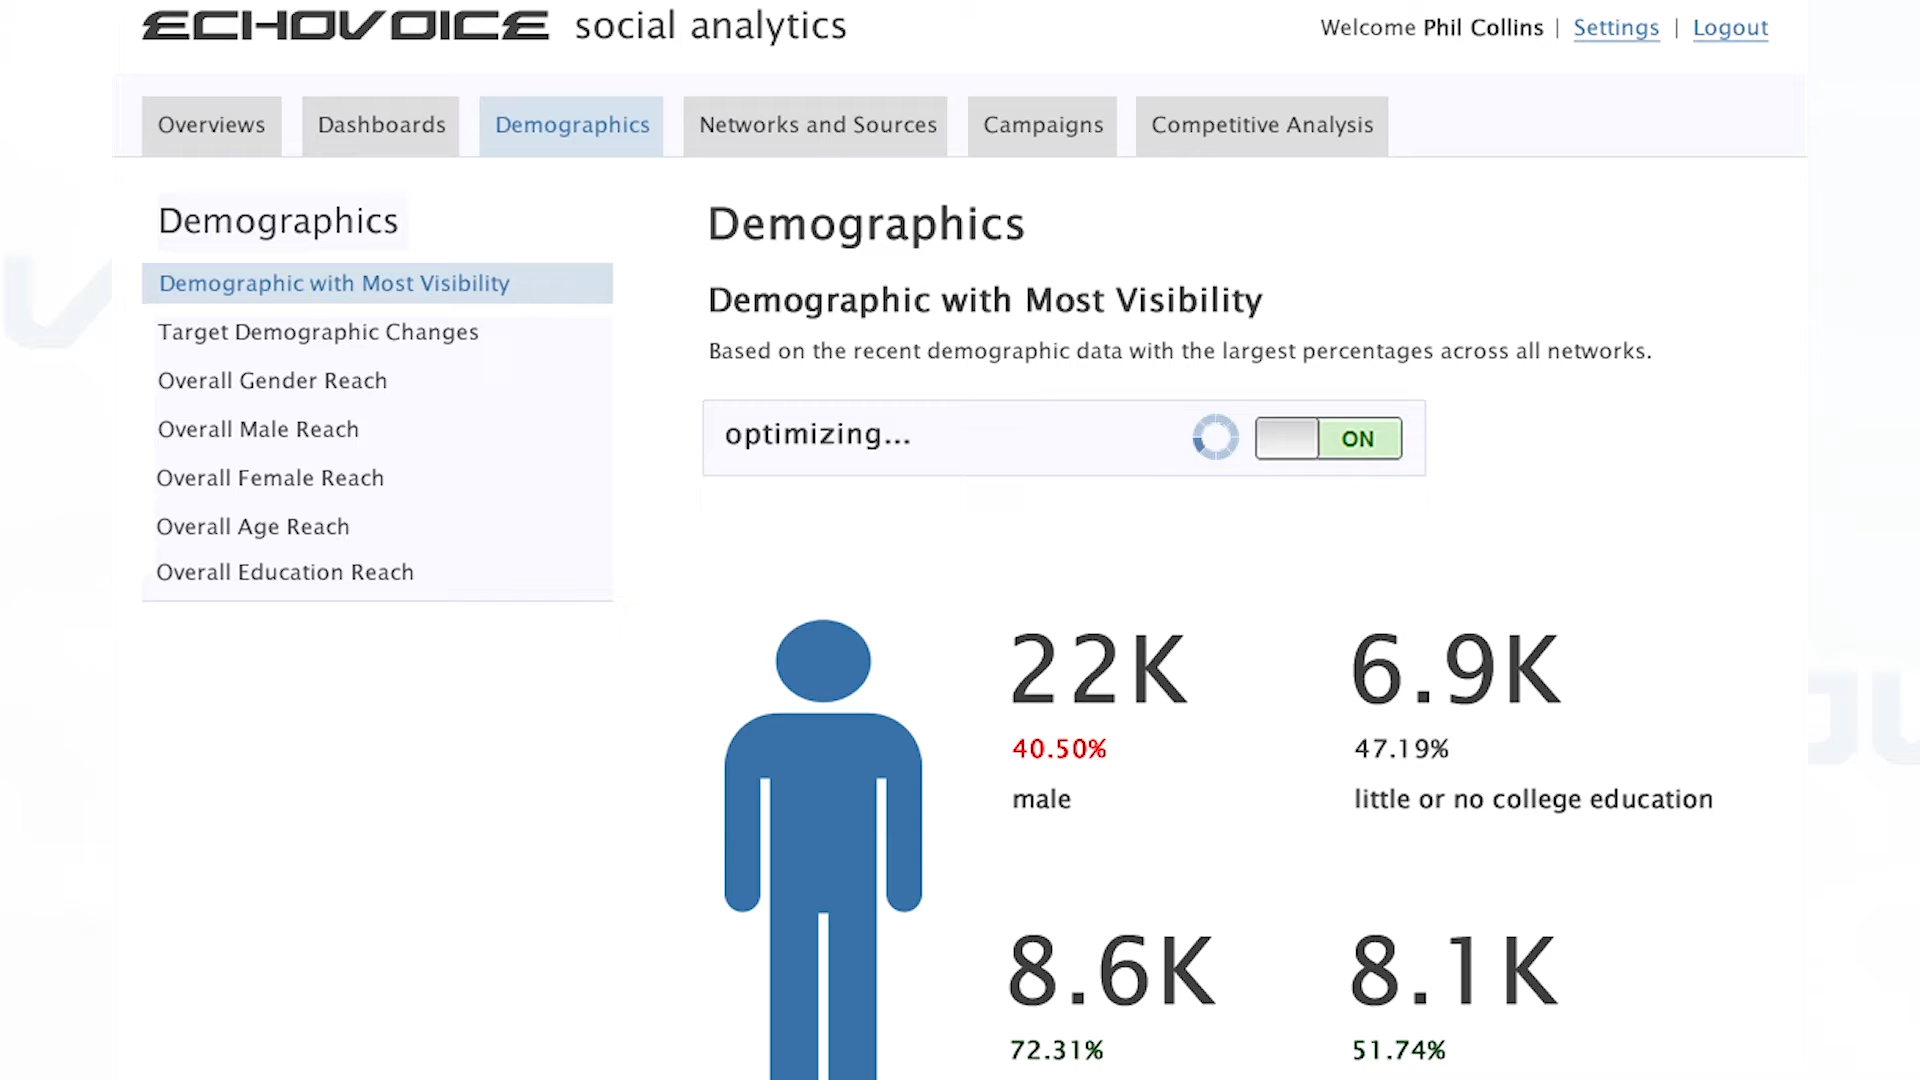 ECHOVOICE social analytics
Welcome Phil Collins | Settings | Logout
Overviews
Dashboards
Demographics
Networks and Sources
Campaigns
Competitive Analysis
Demographics
Demographic with Most Visibility
Target Demographic Changes
Overall Gender Reach
Overall Male Reach
Overall Female Reach
Overall Age Reach
Overall Education Reach
Demographics
Demographic with Most Visibility
Based on the recent demographic data with the largest percentages across all networks.
optimizing...
ON
22K
40.50%
male
6.9K
47.19%
little or no college education
8.6K
72.31%
8.1K
51.74%